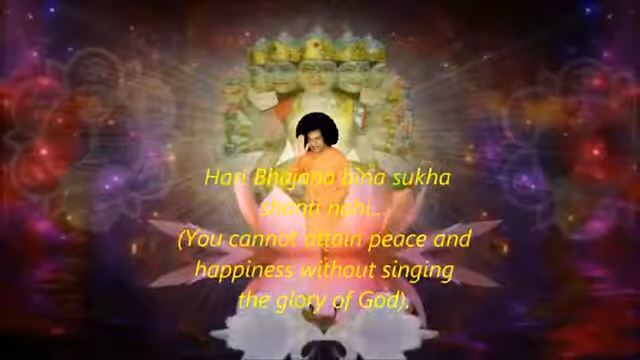 Hari Bhajana bina sukha
shanti nahi...
(You cannot attain peace and
happiness without singing
the glory of God).